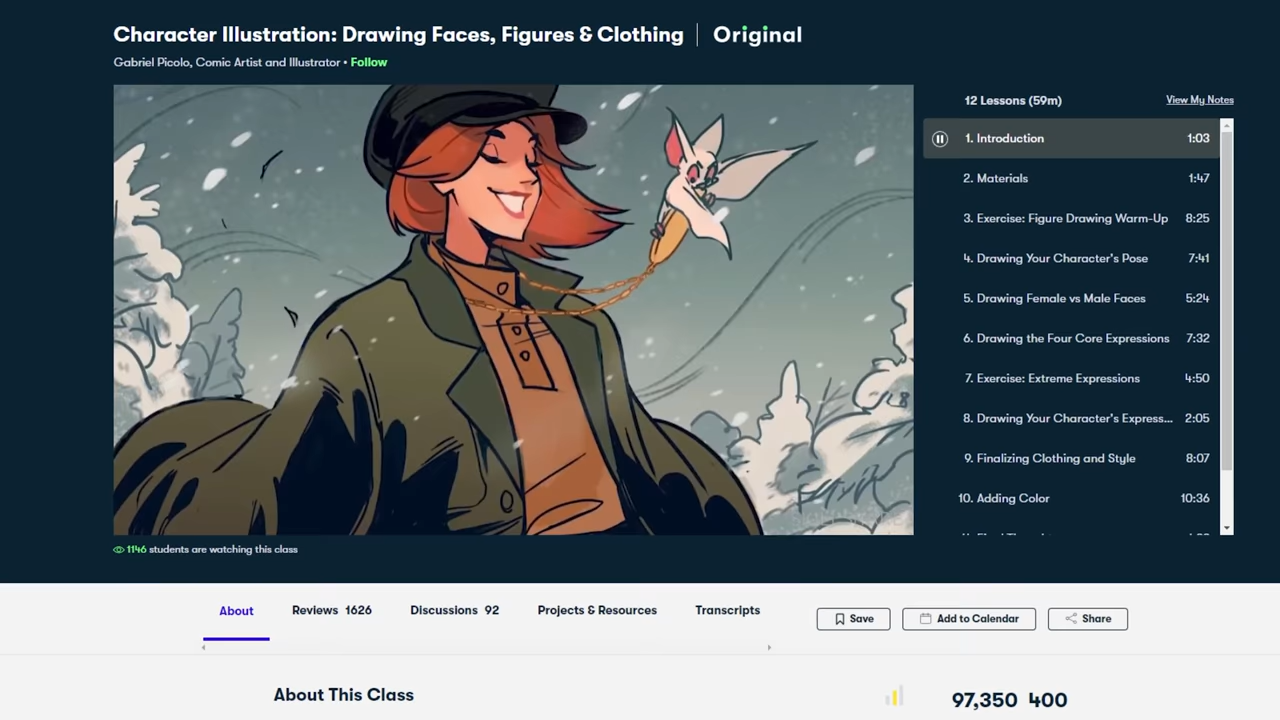 Character Illustration: Drawing Faces, Figures & Clothing | Original
Gabriel Picolo, Comic Artist and Illustrator • Follow
12 Lessons (59m)
View My Notes
1. Introduction 1:03
2. Materials 1:47
3. Exercise: Figure Drawing Warm-Up 8:25
4. Drawing Your Character's Pose 7:41
5. Drawing Female vs Male Faces 5:24
6. Drawing the Four Core Expressions 7:32
7. Exercise: Extreme Expressions 4:50
8. Drawing Your Character's Express... 2:05
9. Finalizing Clothing and Style 8:07
10. Adding Color 10:36
1146 students are watching this class
About
Reviews 1626
Discussions 92
Projects & Resources
Transcripts
Save
Add to Calendar
Share
About This Class
97,350 400